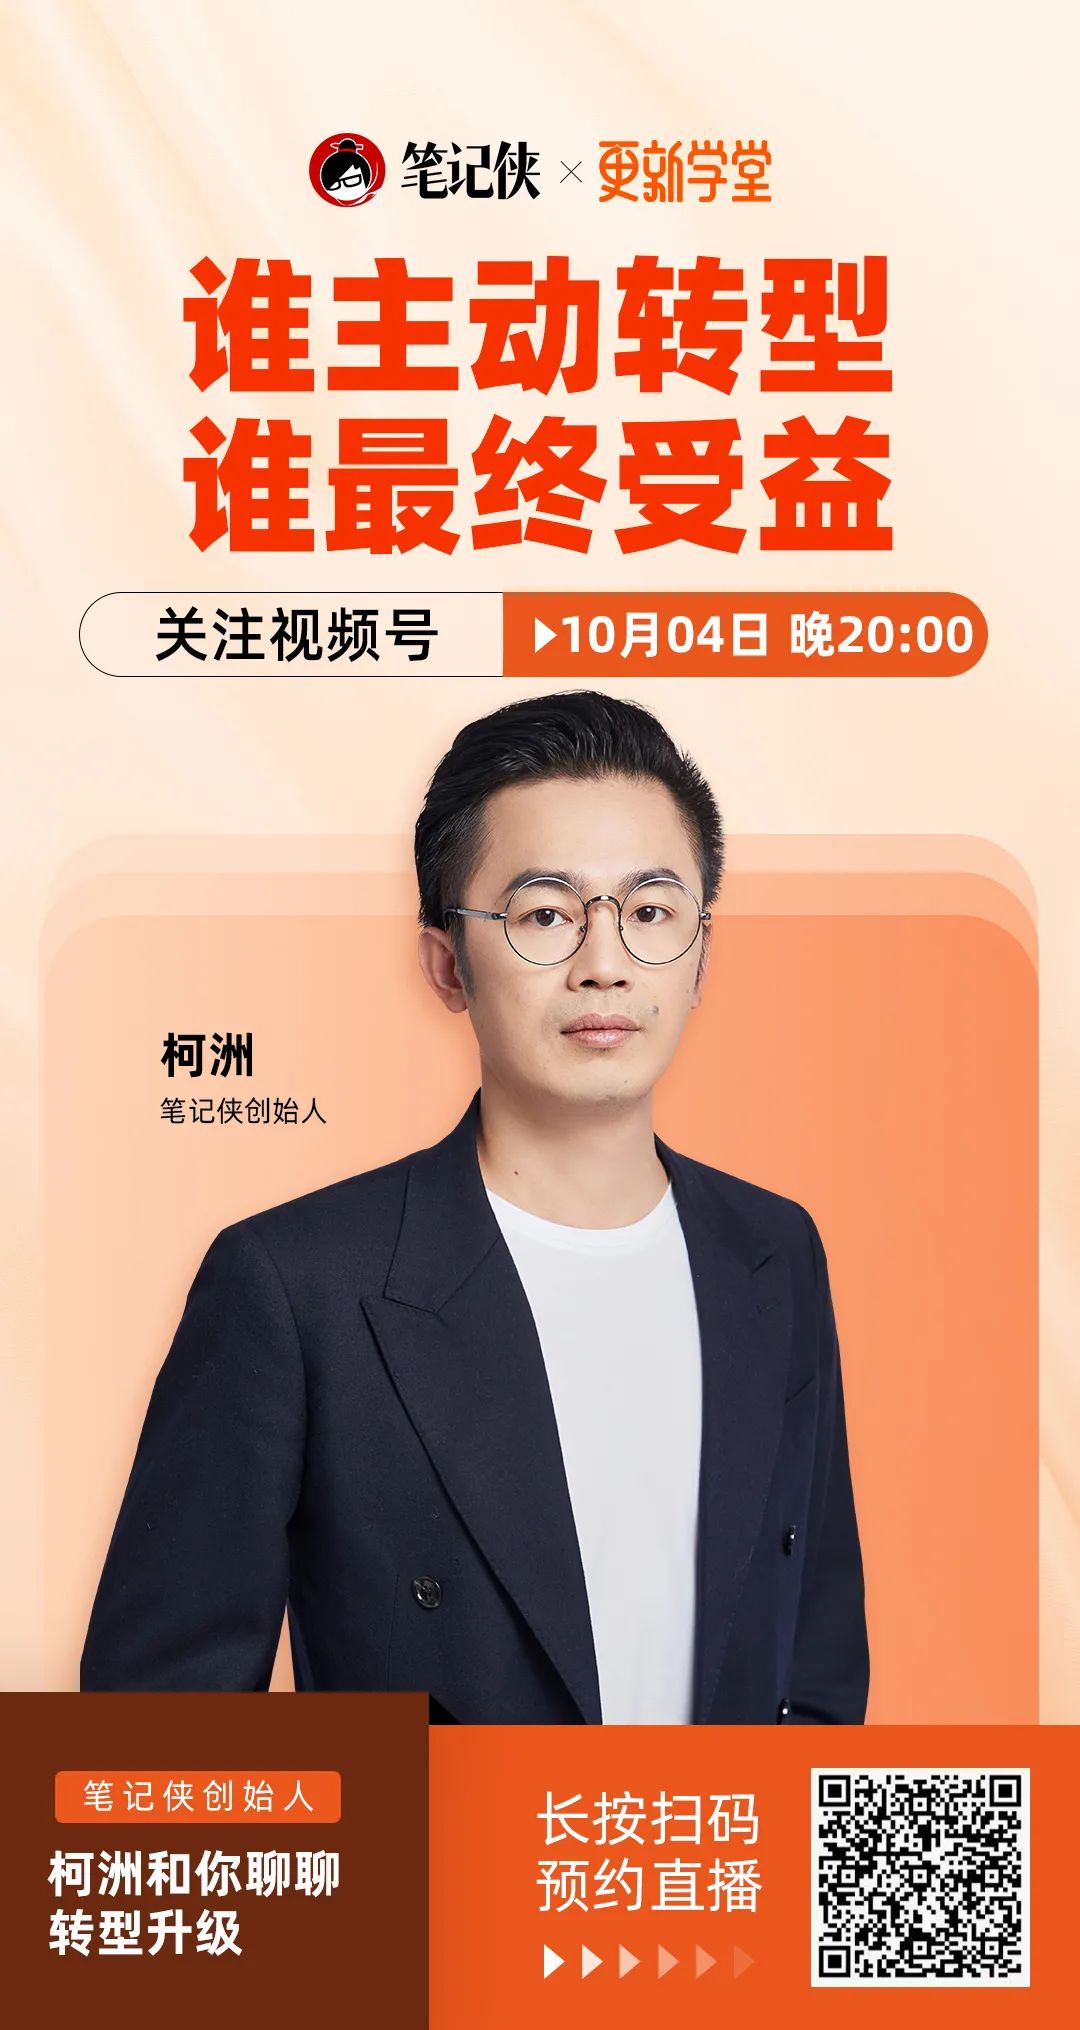 笔记侠×更新学堂
谁主动转型
谁最终受益
关注视频号 10月04日 晚20:00
柯洲
笔记侠创始人
笔记侠创始人
柯洲和你聊聊
转型升级
长按扫码
预约直播